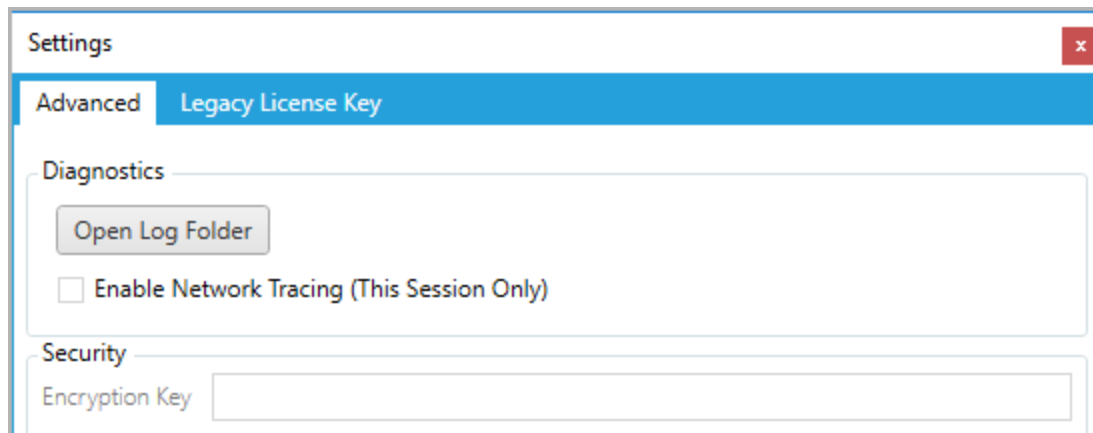 Settings
x
Advanced
Legacy License Key
Diagnostics
Open Log Folder
Enable Network Tracing (This Session Only)
Security
Encryption Key